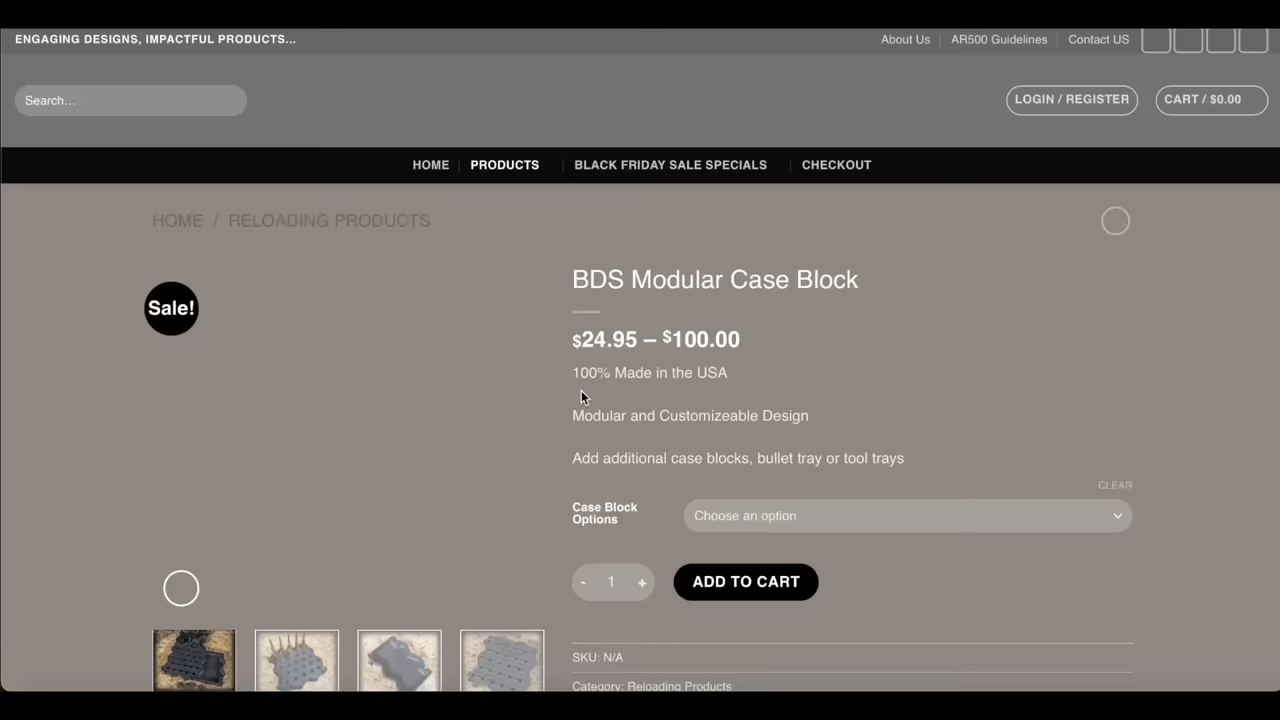 ENGAGING DESIGNS, IMPACTFUL PRODUCTS...
About Us
AR500 Guidelines
Contact US
Search...
LOGIN / REGISTER
CART / $0.00
HOME
PRODUCTS
BLACK FRIDAY SALE SPECIALS
CHECKOUT
HOME / RELOADING PRODUCTS
Sale!
BDS Modular Case Block
$24.95 – $100.00
100% Made in the USA
Modular and Customizeable Design
Add additional case blocks, bullet tray or tool trays
CLEAR
Case Block
Options
Choose an option
- 1 +
ADD TO CART
SKU: N/A
Category: Reloading Products